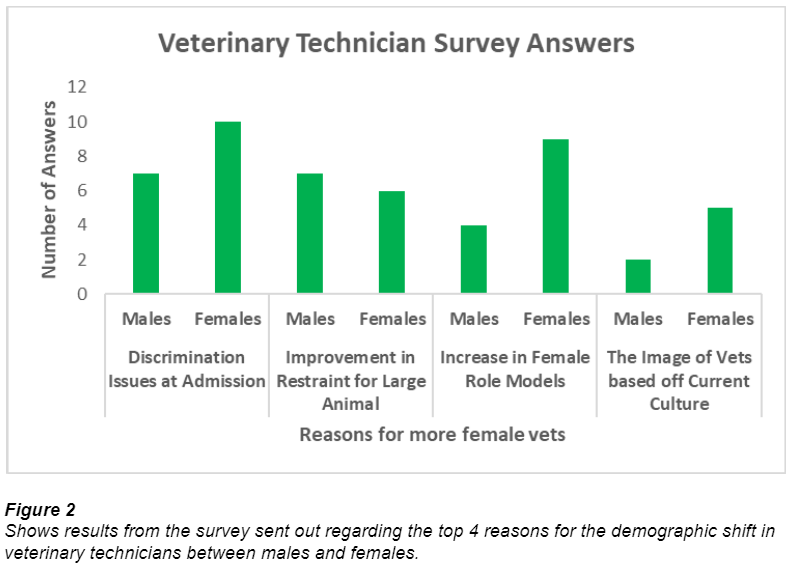 Veterinary Technician Survey Answers
Number of Answers
12
10
8
6
4
2
0
Males Females Males Females Males Females Males Females
Discrimination
Issues at Admission
Improvement in
Restraint for Large
Animal
Increase in Female
Role Models
The Image of Vets
based off Current
Culture
Reasons for more female vets
Figure 2
Shows results from the survey sent out regarding the top 4 reasons for the demographic shift in
veterinary technicians between males and females.